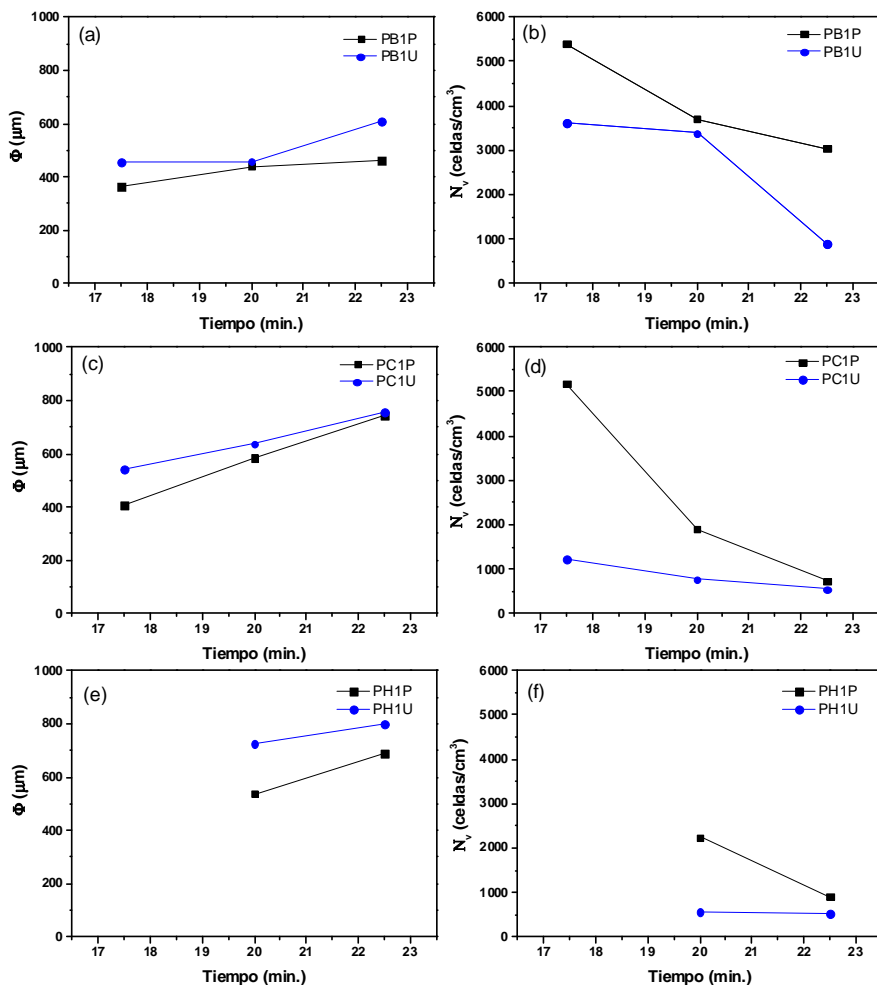 (a)
PB1P
PB1U
1000
800
600
400
200
0
Φ (µm)
17 18 19 20 21 22 23
Tiempo (min.)
(b)
PB1P
PB1U
6000
5000
4000
3000
2000
1000
0
Nv (celdas/cm³)
17 18 19 20 21 22 23
Tiempo (min.)
(c)
PC1P
PC1U
1000
800
600
400
200
0
Φ (µm)
17 18 19 20 21 22 23
Tiempo (min.)
(d)
PC1P
PC1U
6000
5000
4000
3000
2000
1000
0
Nv (celdas/cm³)
17 18 19 20 21 22 23
Tiempo (min.)
(e)
PH1P
PH1U
1000
800
600
400
200
0
Φ (µm)
17 18 19 20 21 22 23
Tiempo (min.)
(f)
PH1P
PH1U
6000
5000
4000
3000
2000
1000
0
Nv (celdas/cm³)
17 18 19 20 21 22 23
Tiempo (min.)